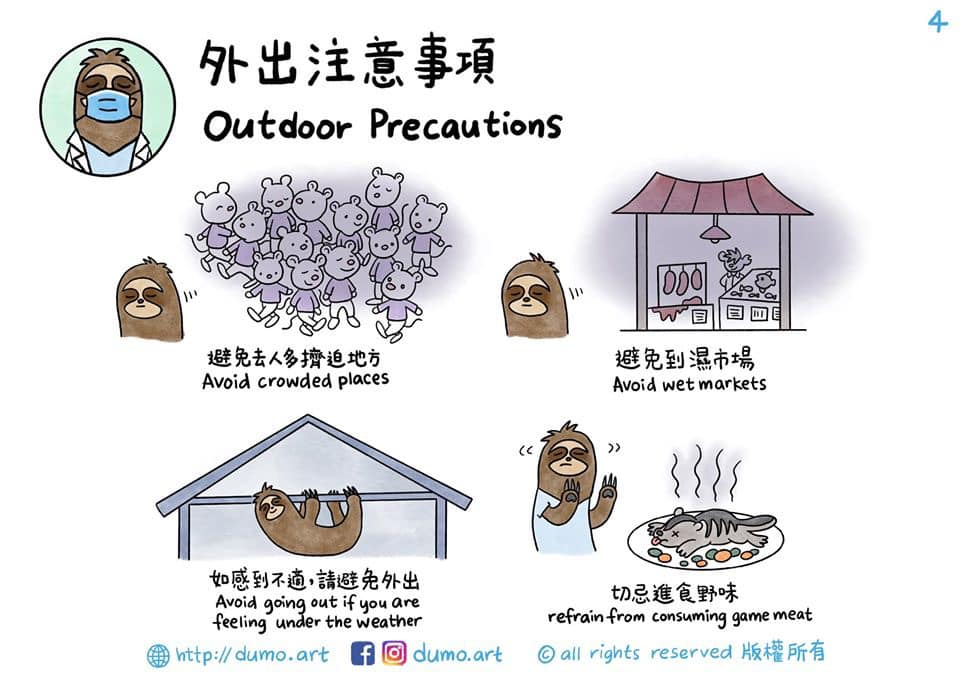 4
外出注意事項
Outdoor Precautions
避免去人多擠迫地方
Avoid crowded places
避免到濕市場
Avoid wet markets
如感到不適，請避免外出
Avoid going out if you are
feeling under the weather
切忌進食野味
refrain from consuming game meat
http://dumo.art
dumo.art
© all rights reserved 版權所有